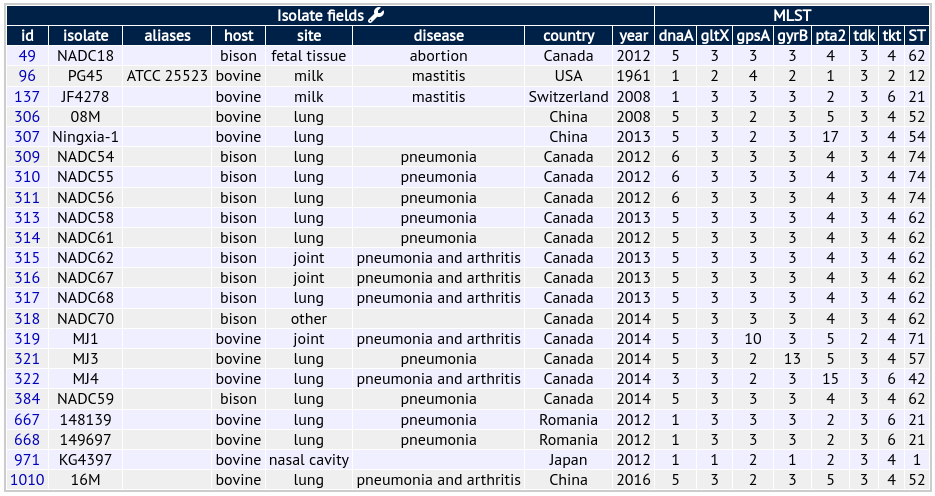 Isolate fields MLST
id isolate aliases host site disease country year dnaA gltX gpsA gyrB pta2 tdk tkt ST
49 NADC18 bison fetal tissue abortion Canada 2012 5 3 3 3 4 3 4 62
96 PG45 ATCC 25523 bovine milk mastitis USA 1961 1 2 4 2 1 3 2 12
137 JF4278 bovine milk mastitis Switzerland 2008 1 3 3 3 2 3 6 21
306 08M bovine lung China 2008 5 3 2 3 5 3 4 52
307 Ningxia-1 bovine lung China 2013 5 3 2 3 17 3 4 54
309 NADC54 bison lung pneumonia Canada 2012 6 3 3 3 4 3 4 74
310 NADC55 bison lung pneumonia Canada 2012 6 3 3 3 4 3 4 74
311 NADC56 bison lung pneumonia Canada 2012 6 3 3 3 4 3 4 74
313 NADC58 bison lung pneumonia Canada 2013 5 3 3 3 4 3 4 62
314 NADC61 bison lung pneumonia Canada 2012 5 3 3 3 4 3 4 62
315 NADC62 bison joint pneumonia and arthritis Canada 2013 5 3 3 3 4 3 4 62
316 NADC67 bison joint pneumonia and arthritis Canada 2013 5 3 3 3 4 3 4 62
317 NADC68 bison lung pneumonia and arthritis Canada 2013 5 3 3 3 4 3 4 62
318 NADC70 bison other Canada 2014 5 3 3 3 4 3 4 62
319 MJ1 bovine joint pneumonia and arthritis Canada 2014 5 3 10 3 5 2 4 71
321 MJ3 bovine lung pneumonia Canada 2014 5 3 2 13 5 3 4 57
322 MJ4 bovine lung pneumonia and arthritis Canada 2014 3 3 2 3 15 3 6 42
384 NADC59 bovine lung pneumonia Canada 2014 5 3 3 3 4 3 4 62
667 148139 bovine lung pneumonia Romania 2012 1 3 3 3 2 3 6 21
668 149697 bovine lung pneumonia Romania 2012 1 3 3 3 2 3 6 21
971 KG4397 bovine nasal cavity Japan 2012 1 1 2 1 2 3 4 1
1010 16M bovine lung pneumonia and arthritis China 2016 5 3 2 3 5 3 4 52